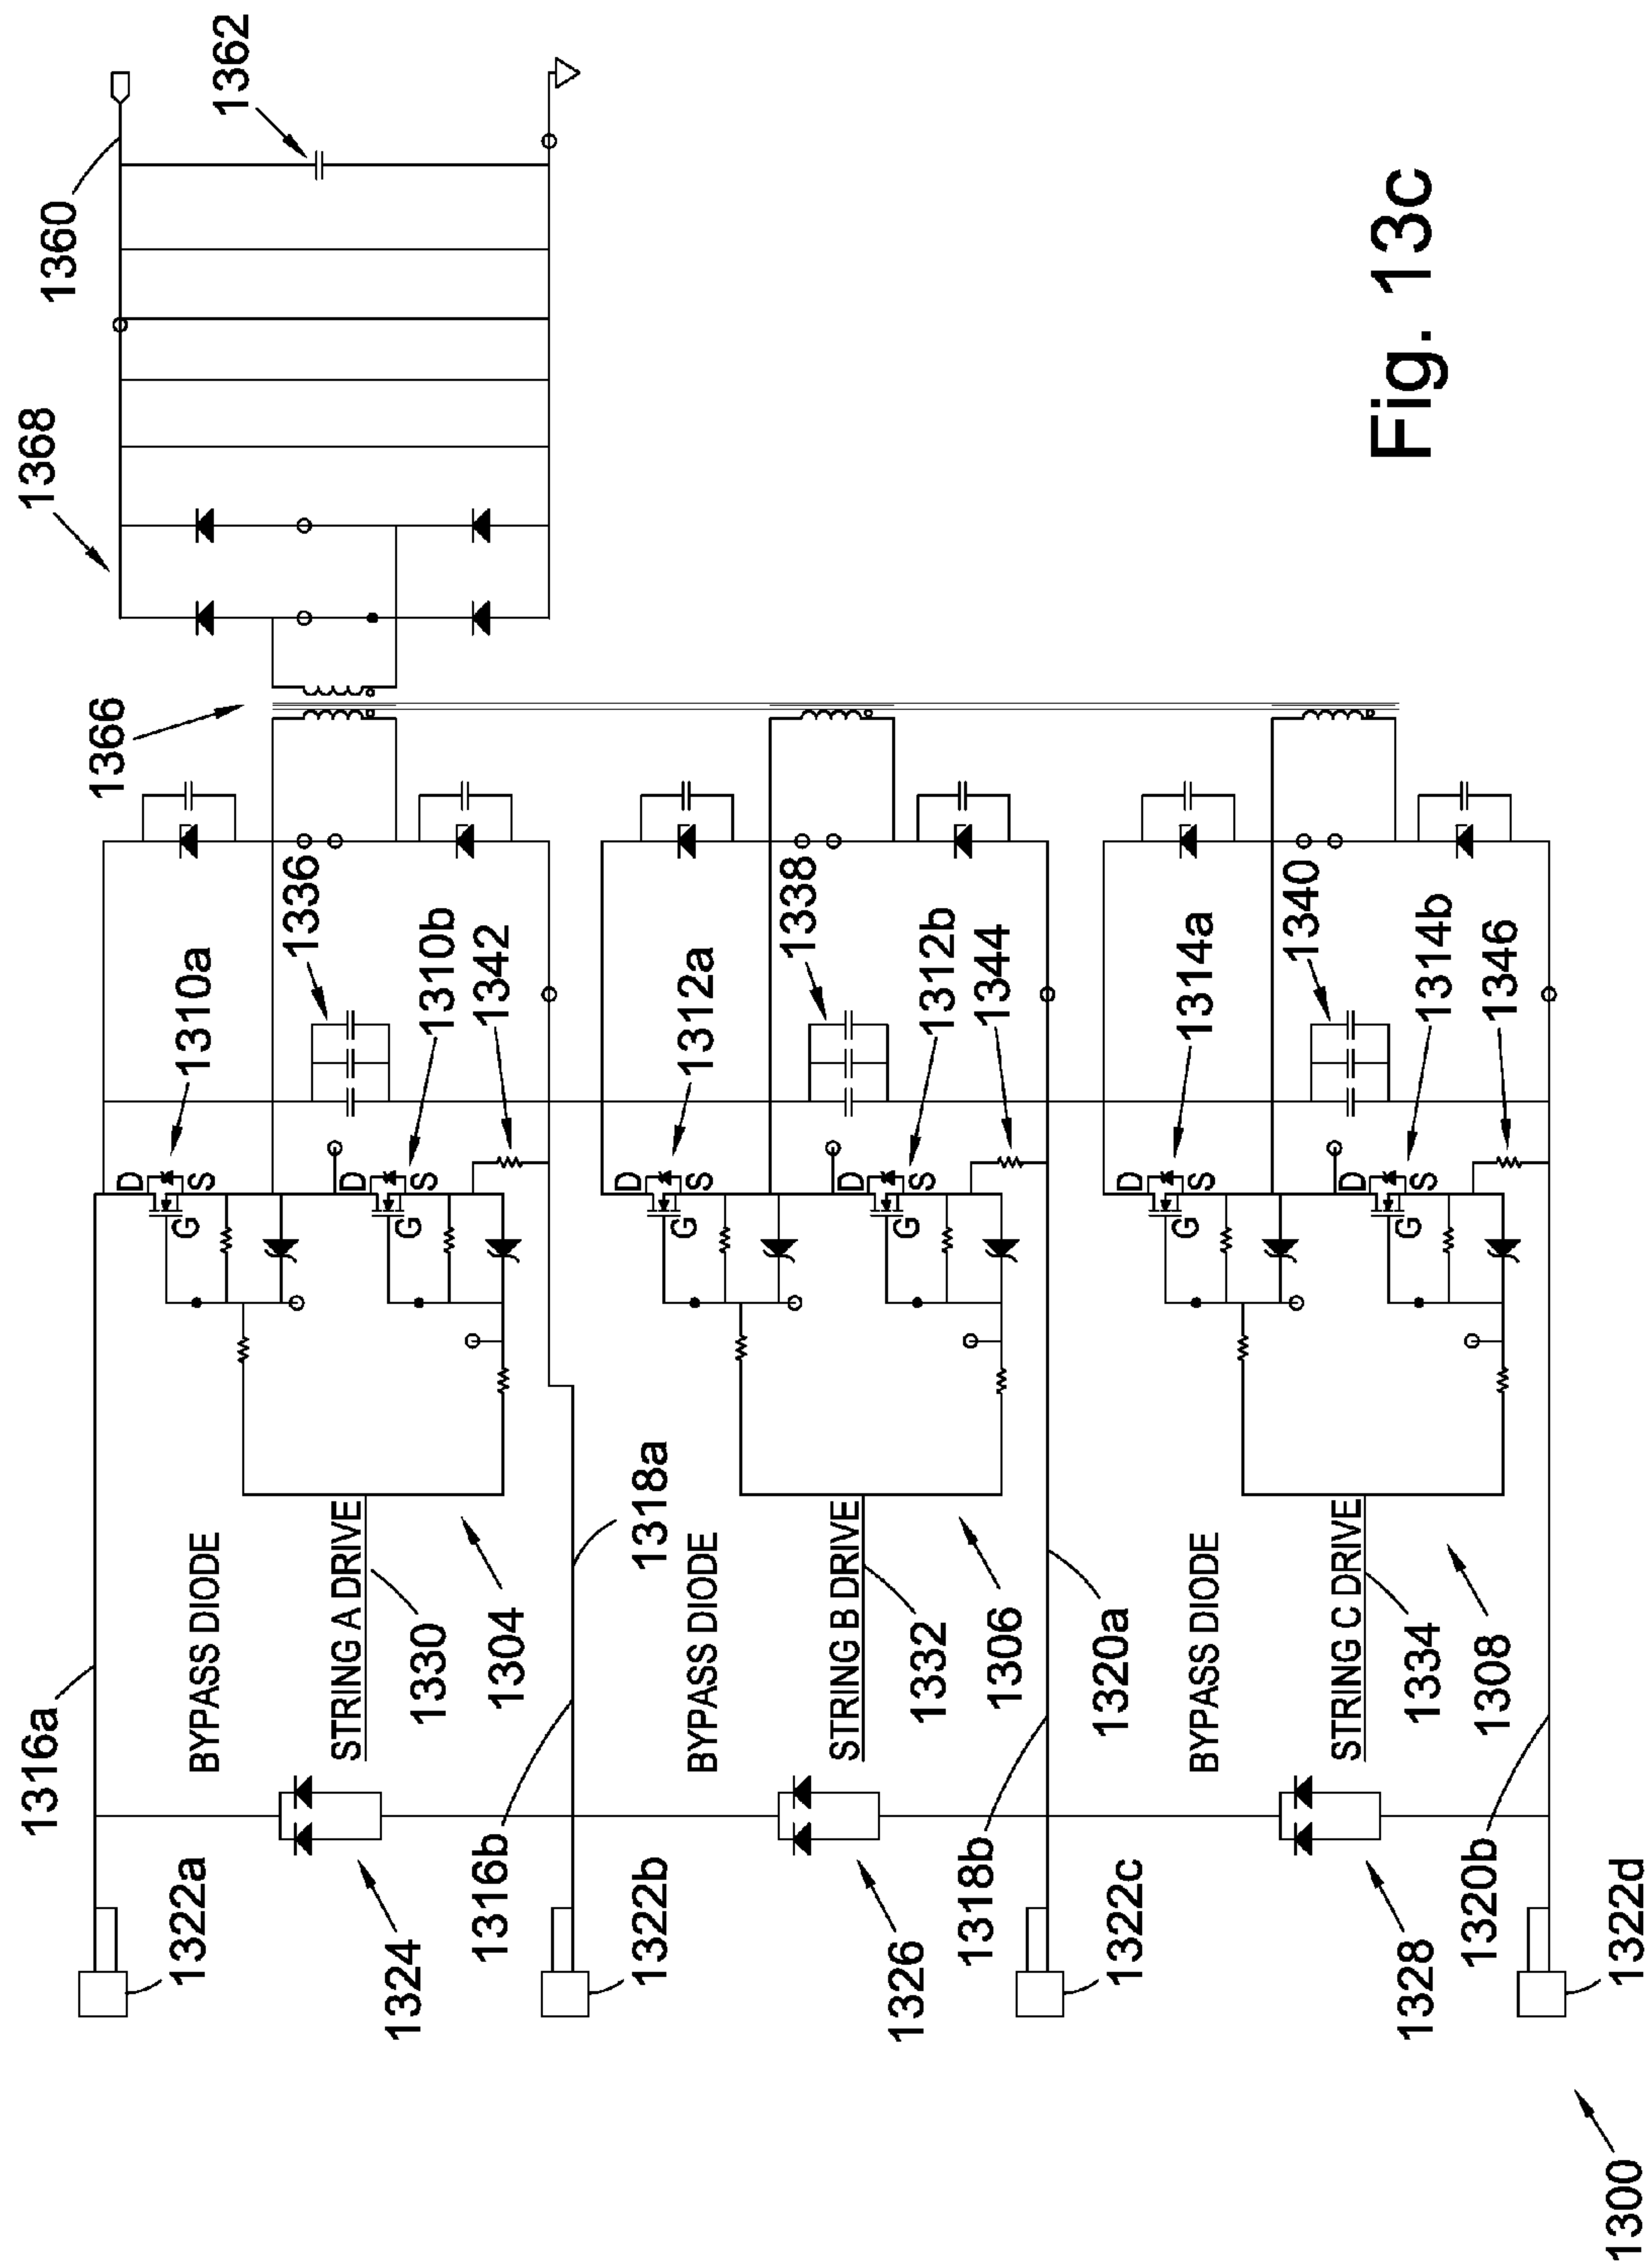 1316a
1368
1360
1366
D
1322a
BYPASS DIODE
G
S
1310a
1362
1336
STRING A DRIVE
D
1324
1330
G
S
1310b
1316b
1304
1342
1322b
1318a
D
BYPASS DIODE
G
S
1312a
1338
STRING B DRIVE
D
1326
1332
G
S
1312b
1318b
1306
1344
1322c
1320a
D
BYPASS DIODE
G
S
1314a
1340
STRING C DRIVE
D
1328
1334
G
S
1314b
Fig. 13c
1320b
1308
1346
1322d
1300